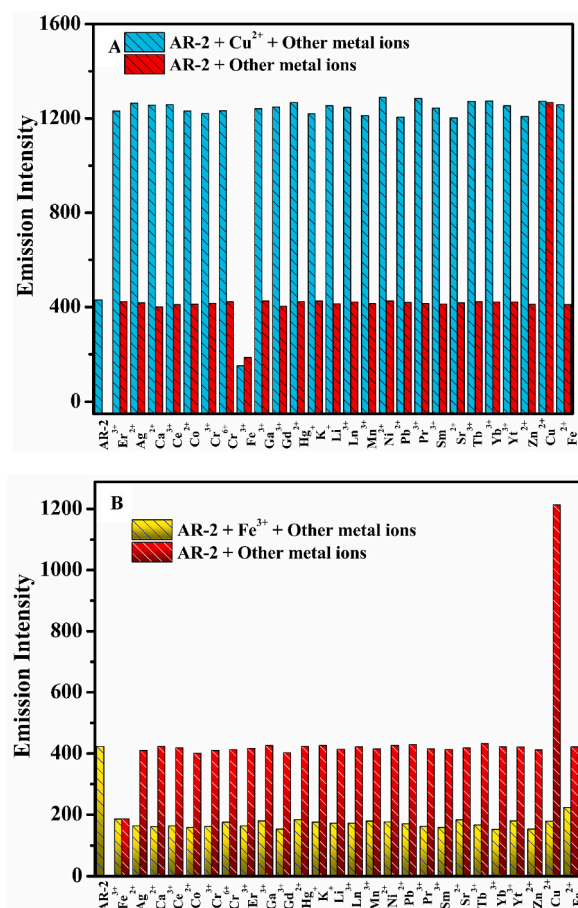 A
AR-2 + Cu²⁺ + Other metal ions
AR-2 + Other metal ions
Emission Intensity
1600
1200
800
400
0
AR-2
Er³⁺
Ag²⁺
Ca²⁺
Ce³⁺
Co²⁺
Cr³⁺
Cr⁶⁺
Fe³⁺
Ga³⁺
Gd³⁺
Hg²⁺
K⁺
Li⁺
Ln³⁺
Mn³⁺
Ni²⁺
Pb²⁺
Pr³⁺
Sm³⁺
Sr²⁺
Tb³⁺
Yb³⁺
Yt³⁺
Zn²⁺
Cu²⁺
Fe²⁺
B
AR-2 + Fe³⁺ + Other metal ions
AR-2 + Other metal ions
Emission Intensity
1200
1000
800
600
400
200
0
AR-2
Fe³⁺
Ag²⁺
Ca²⁺
Ce³⁺
Co²⁺
Cr³⁺
Cr⁶⁺
Er³⁺
Ga³⁺
Gd³⁺
Hg²⁺
K⁺
Li⁺
Ln³⁺
Mn³⁺
Ni²⁺
Pb²⁺
Pr³⁺
Sm³⁺
Sr²⁺
Tb³⁺
Yb³⁺
Yt³⁺
Zn²⁺
Cu²⁺
Fe²⁺